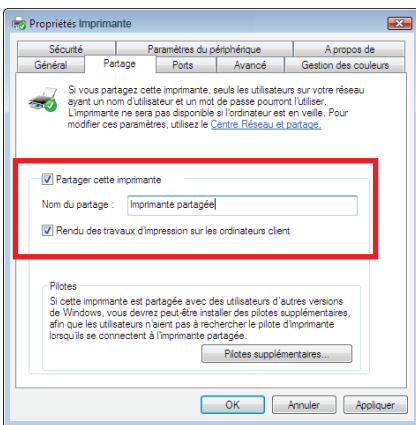 Propriétés Imprimante
Sécurité
Paramètres du périphérique
A propos de
Général
Partage
Ports
Avancé
Gestion des couleurs
Si vous partagez cette imprimante, seuls les utilisateurs sur votre réseau
ayant un nom d'utilisateur et un mot de passe pourront l'utiliser.
L'imprimante ne sera pas disponible si l'ordinateur est en veille. Pour
modifier ces paramètres, utilisez le Centre Réseau et partage.
Partager cette imprimante
Nom du partage : Imprimante partagée
Rendu des travaux d'impression sur les ordinateurs client
Pilotes
Si cette imprimante est partagée avec des utilisateurs d'autres versions
de Windows, vous devrez peut-être installer des pilotes supplémentaires,
afin que les utilisateurs n'aient pas à rechercher le pilote d'imprimante
lorsqu'ils se connectent à l'imprimante partagée.
Pilotes supplémentaires...
OK
Annuler
Appliquer